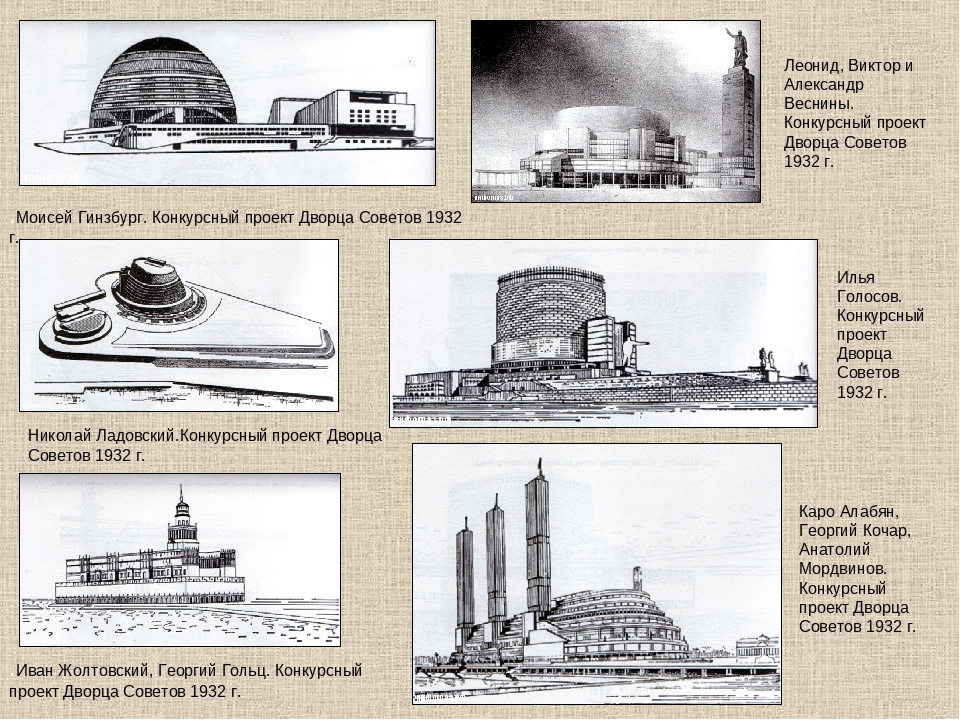 Леонид, Виктор и
Александр
Веснины.
Конкурсный проект
Дворца Советов
1932 г.
.Моисей Гинзбург. Конкурсный проект Дворца Советов 1932
г.
Илья
Голосов.
Конкурсный
проект
Дворца
Советов
1932 г.
Николай Ладовский.Конкурсный проект Дворца
Советов 1932 г.
Каро Алабян,
Георгий Кочар,
Анатолий
Мордвинов.
Конкурсный
проект Дворца
Советов 1932 г.
.Иван Жолтовский, Георгий Гольц. Конкурсный
проект Дворца Советов 1932 г.